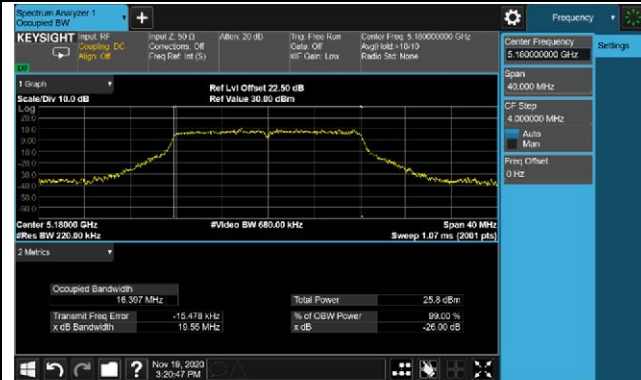 Spectrum Analyzer 1
Occupied BW
+
Frequency
KEYSIGHT Input: RF Input Z: 50 Ω Atten: 20 dB Trig: Free Run Center Freq: 5.180000000 GHz
Coupling: DC Corrections: Off Gate: Off Avg|Hold:>10/10
Align: Off Freq Ref: Int (S) #IF Gain: Low Radio Std: None
1 Graph
Ref Lvl Offset 22.50 dB
Scale/Div 10.0 dB Ref Value 30.00 dBm
Log
20.0
10.0
0.00
-10.0
-20.0
-30.0
-40.0
-50.0
-60.0
Center 5.18000 GHz #Video BW 680.00 kHz Span 40 MHz
#Res BW 220.00 kHz Sweep 1.07 ms (2001 pts)
2 Metrics
Occupied Bandwidth
16.397 MHz Total Power 25.8 dBm
Transmit Freq Error -15.478 kHz % of OBW Power 99.00 %
x dB Bandwidth 19.55 MHz x dB -26.00 dB
Center Frequency
5.180000000 GHz
Settings
Span
40.000 MHz
CF Step
4.000000 MHz
Auto
Man
Freq Offset
0 Hz
?
Nov 19, 2020
3:20:47 PM